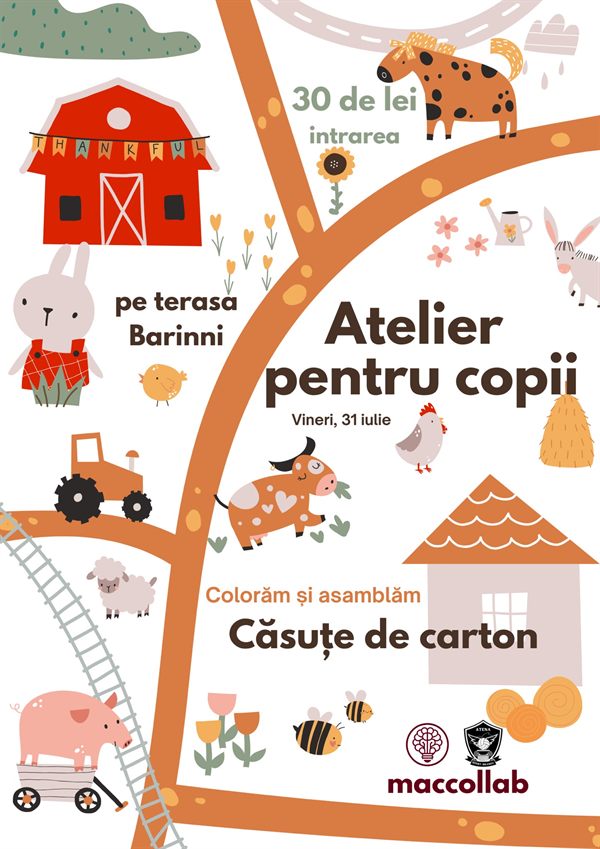 30 de lei
intrarea
THANKFUL
pe terasa
Barinni
Atelier
pentru copii
Vineri, 31 iulie
Colorăm și asamblăm
Căsuțe de carton
ATENA
maccollab